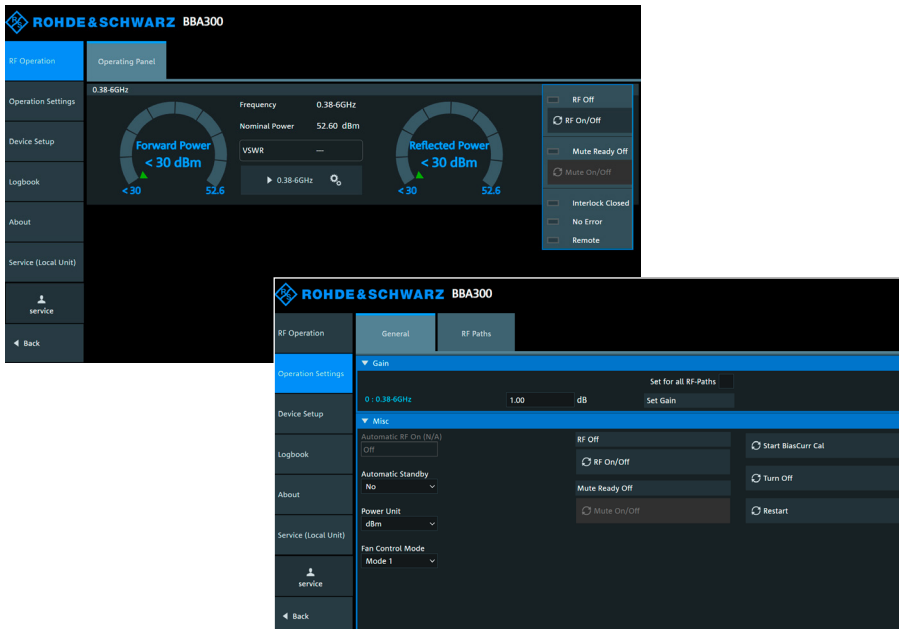 ROHDE&SCHWARZ BBA300
RF Operation
Operating Panel
Operation Settings
Device Setup
Logbook
About
Service (Local Unit)
service
Back
0.38-6GHz
Forward Power
< 30 dBm
< 30
52.6
Frequency 0.38-6GHz
Nominal Power 52.60 dBm
VSWR —
0.38-6GHz
Reflected Power
< 30 dBm
< 30
52.6
RF Off
RF On/Off
Mute Ready Off
Mute On/Off
Interlock Closed
No Error
Remote
ROHDE&SCHWARZ BBA300
RF Operation
Operation Settings
Device Setup
Logbook
About
Service (Local Unit)
service
Back
General
RF Paths
Gain
Set for all RF-Paths
0 : 0.38-6GHz 1.00 dB Set Gain
Misc
Automatic RF On (N/A)
Off
Automatic Standby
No
Power Unit
dBm
Fan Control Mode
Mode 1
RF Off
RF On/Off
Mute Ready Off
Mute On/Off
Start BiasCurr Cal
Turn Off
Restart